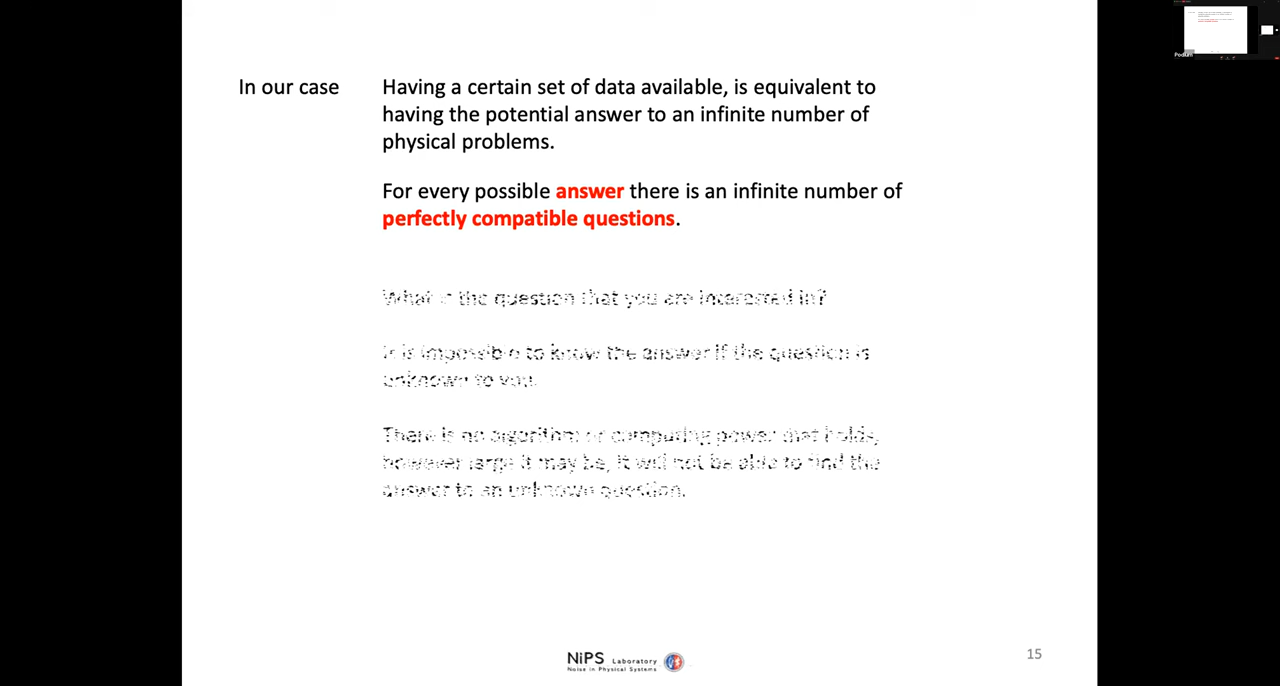 In our case
Having a certain set of data available, is equivalent to
having the potential answer to an infinite number of
physical problems.
For every possible answer there is an infinite number of
perfectly compatible questions.
What is the question that you are interested in?
It is impossible to know the answer if the question is
unknown to you.
There is no algorithm or computing power that holds,
however large it may be, it will not be able to find the
answer to an unknown question.
NiPS Laboratory
Noise in Physical Systems
15
Podium